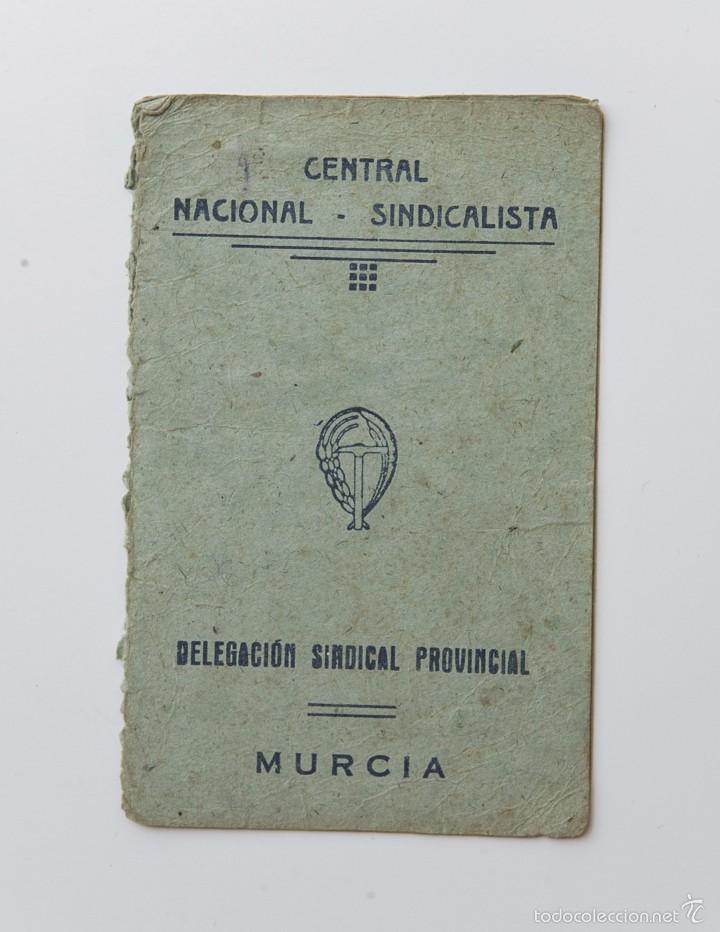 CENTRAL
NACIONAL - SINDICALISTA
DELEGACIÓN SINDICAL PROVINCIAL
MURCIA
todocoleccion.net